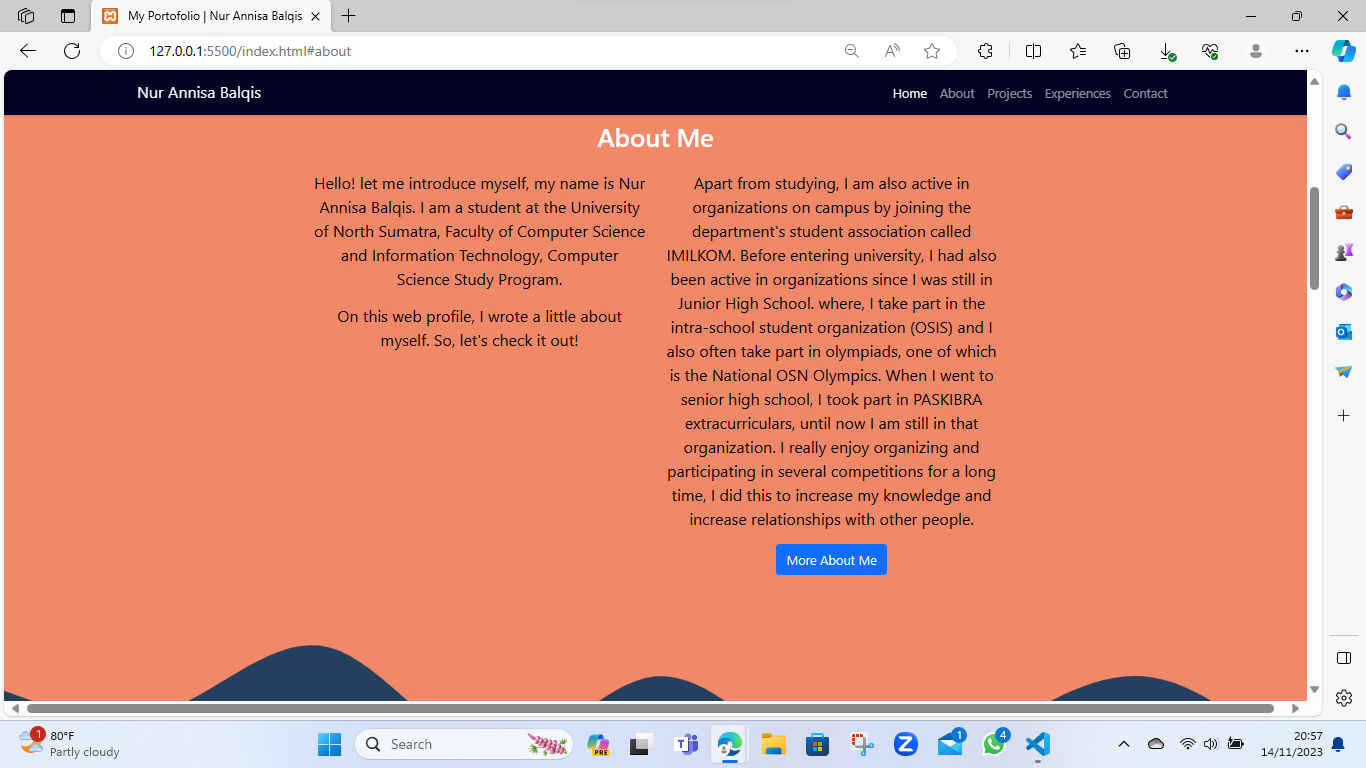 My Portofolio | Nur Annisa Balqis
127.0.0.1:5500/index.html#about
Nur Annisa Balqis
Home About Projects Experiences Contact
About Me
Hello! let me introduce myself, my name is Nur
Annisa Balqis. I am a student at the University
of North Sumatra, Faculty of Computer Science
and Information Technology, Computer
Science Study Program.
On this web profile, I wrote a little about
myself. So, let's check it out!
Apart from studying, I am also active in
organizations on campus by joining the
department's student association called
IMILKOM. Before entering university, I had also
been active in organizations since I was still in
Junior High School. where, I take part in the
intra-school student organization (OSIS) and I
also often take part in olympiads, one of which
is the National OSN Olympics. When I went to
senior high school, I took part in PASKIBRA
extracurriculars, until now I am still in that
organization. I really enjoy organizing and
participating in several competitions for a long
time, I did this to increase my knowledge and
increase relationships with other people.
More About Me
1
80°F
Partly cloudy
Search
PRE
1
4
20:57
14/11/2023